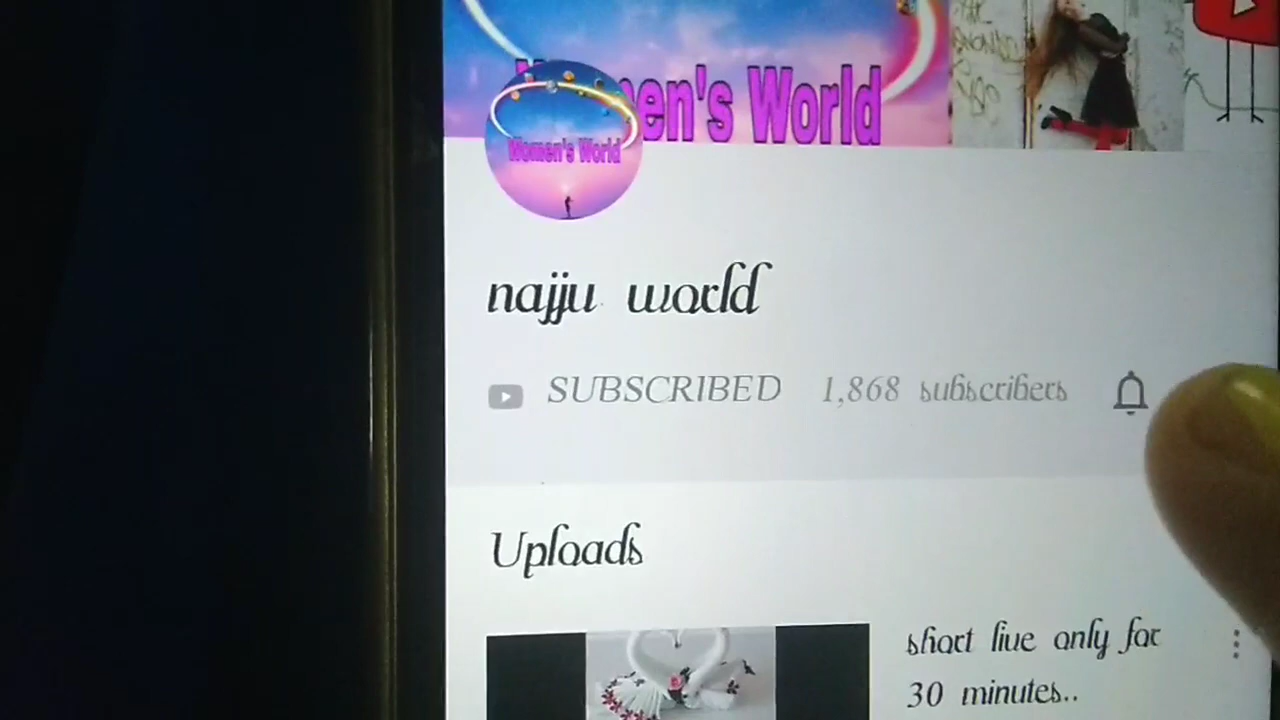 Women's World
Women's World
najju world
SUBSCRIBED 1,868 subscribers
Uploads
short live only for
30 minutes..